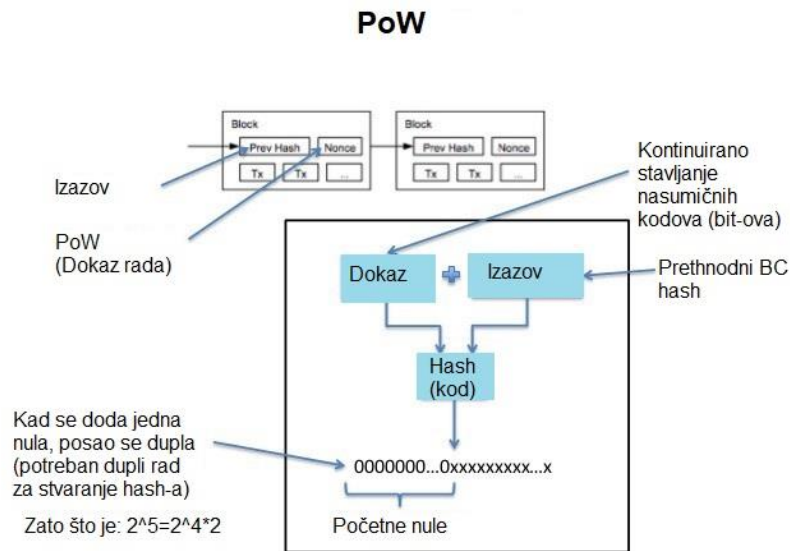 PoW
Block
Prev Hash
Nonce
Tx
Tx
...
Block
Prev Hash
Nonce
Tx
Tx
...
Izazov
PoW
(Dokaz rada)
Kontinuirano
stavljanje
nasumičnih
kodova (bit-ova)
Dokaz
Izazov
Prethnodni BC
hash
Hash
(kod)
Kad se doda jedna
nula, posao se dupla
(potreban dupli rad
za stvaranje hash-a)
Zato što je: 2^5=2^4*2
0000000...0xxxxxxxxx...x
Početne nule